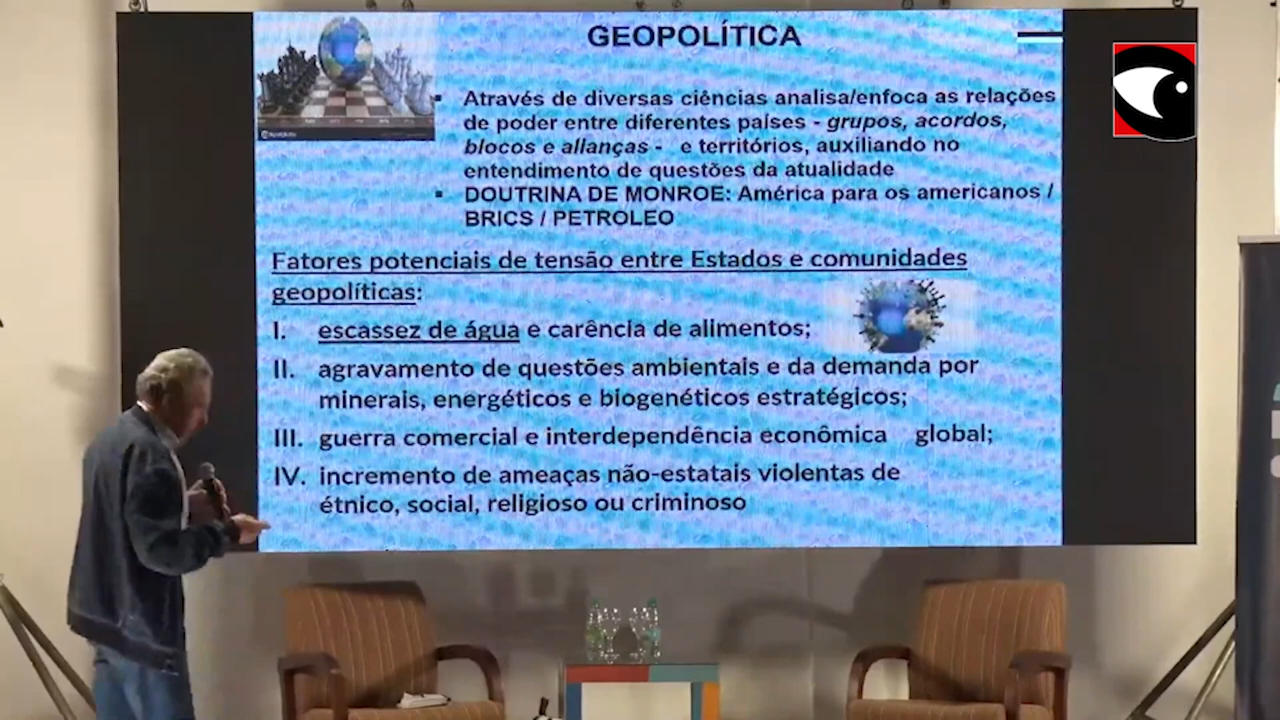 GEOPOLÍTICA
▪ Através de diversas ciências analisa/enfoca as relações
de poder entre diferentes países - grupos, acordos,
blocos e allanças - e territórios, auxiliando no
entendimento de questões da atualidade
▪ DOUTRINA DE MONROE: América para os americanos /
BRICS / PETROLEO
Fatores potenciais de tensão entre Estados e comunidades
geopolíticas:
I. escassez de água e carência de alimentos;
II. agravamento de questões ambientais e da demanda por
minerais, energéticos e biogenéticos estratégicos;
III. guerra comercial e interdependência econômica global;
IV. incremento de ameaças não-estatais violentas de
étnico, social, religioso ou criminoso